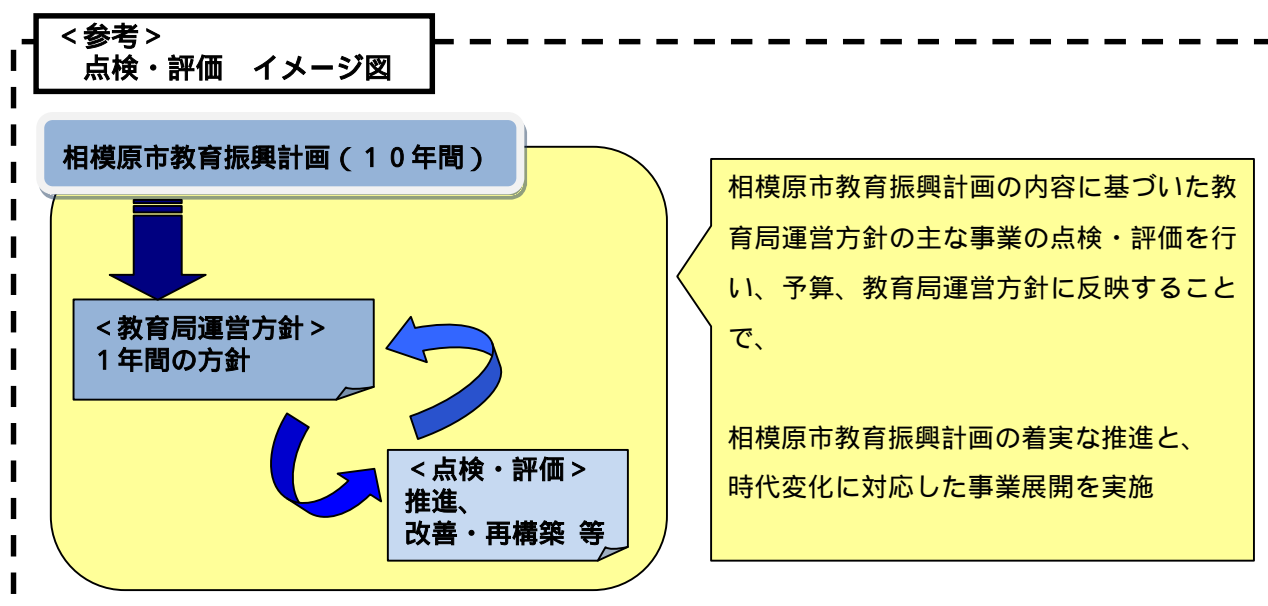 <参考>
点検・評価 イメージ図
相模原市教育振興計画(10年間)
<教育局運営方針>
1年間の方針
<点検・評価>
推進、
改善・再構築 等
相模原市教育振興計画の内容に基づいた教
育局運営方針の主な事業の点検・評価を行
い、予算、教育局運営方針に反映すること
で、
相模原市教育振興計画の着実な推進と、
時代変化に対応した事業展開を実施